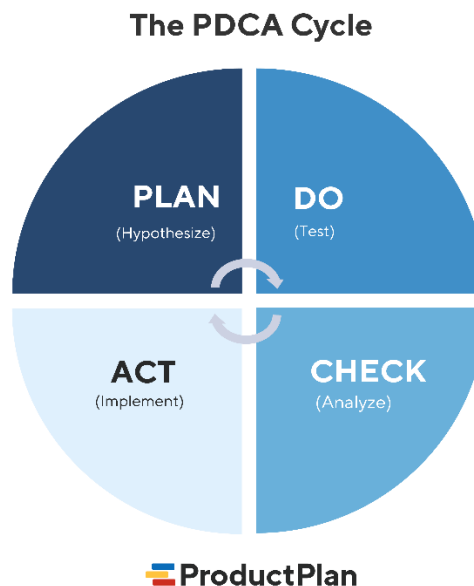 The PDCA Cycle
PLAN
(Hypothesize)
DO
(Test)
ACT
(Implement)
CHECK
(Analyze)
ProductPlan